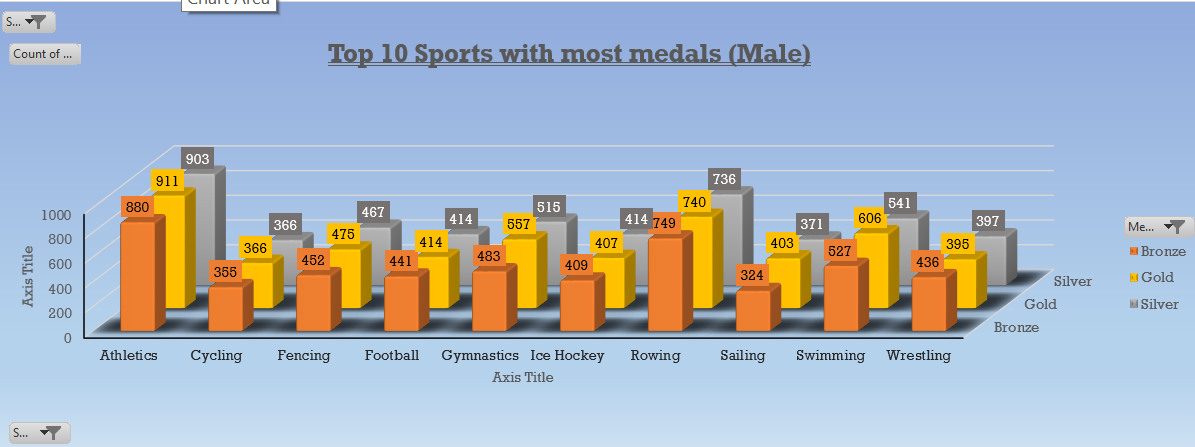 Chart Area
S...
Count of ...
Top 10 Sports with most medals (Male)
903
911
880
366
366
355
467
475
452
414
414
441
515
557
483
414
407
409
736
740
749
371
403
324
541
606
527
397
395
436
1000
800
600
400
200
0
Axis Title
Silver
Gold
Bronze
Athletics Cycling Fencing Football Gymnastics Ice Hockey Rowing Sailing Swimming Wrestling
Axis Title
Me...
Bronze
Gold
Silver
S...